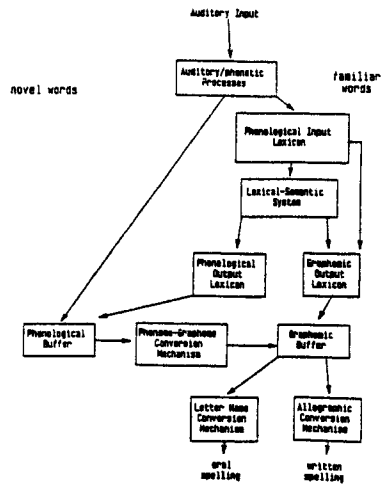 Auditory Input
Auditory/phonetic
Processes
novel words
familiar
words
Phonological Input
Lexicon
Lexical-Semantic
System
Phonological
Output
Lexicon
Graphemic
Output
Lexicon
Phonological
Buffer
Phoneme-Grapheme
Conversion
Mechanism
Graphemic
Buffer
Letter Name
Conversion
Mechanism
Allographic
Conversion
Mechanism
oral
spelling
written
spelling